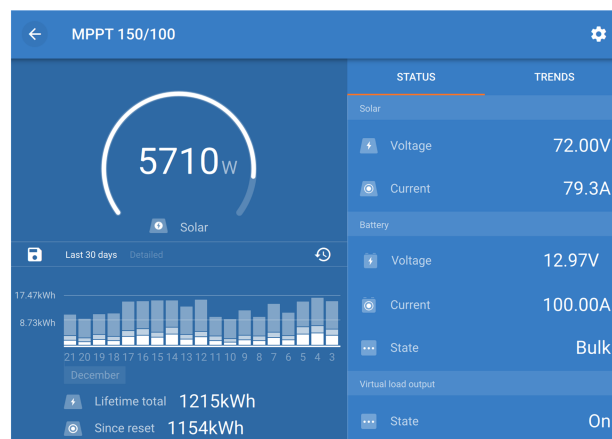 MPPT 150/100
5710W
Solar
Last 30 days Detailed
17.47kWh
8.73kWh
21 20 19 18 17 16 15 14 13 12 11 10 9 8 7 6 5 4 3
December
Lifetime total 1215kWh
Since reset 1154kWh
STATUS TRENDS
Solar
Voltage 72.00V
Current 79.3A
Battery
Voltage 12.97V
Current 100.00A
State Bulk
Virtual load output
State On